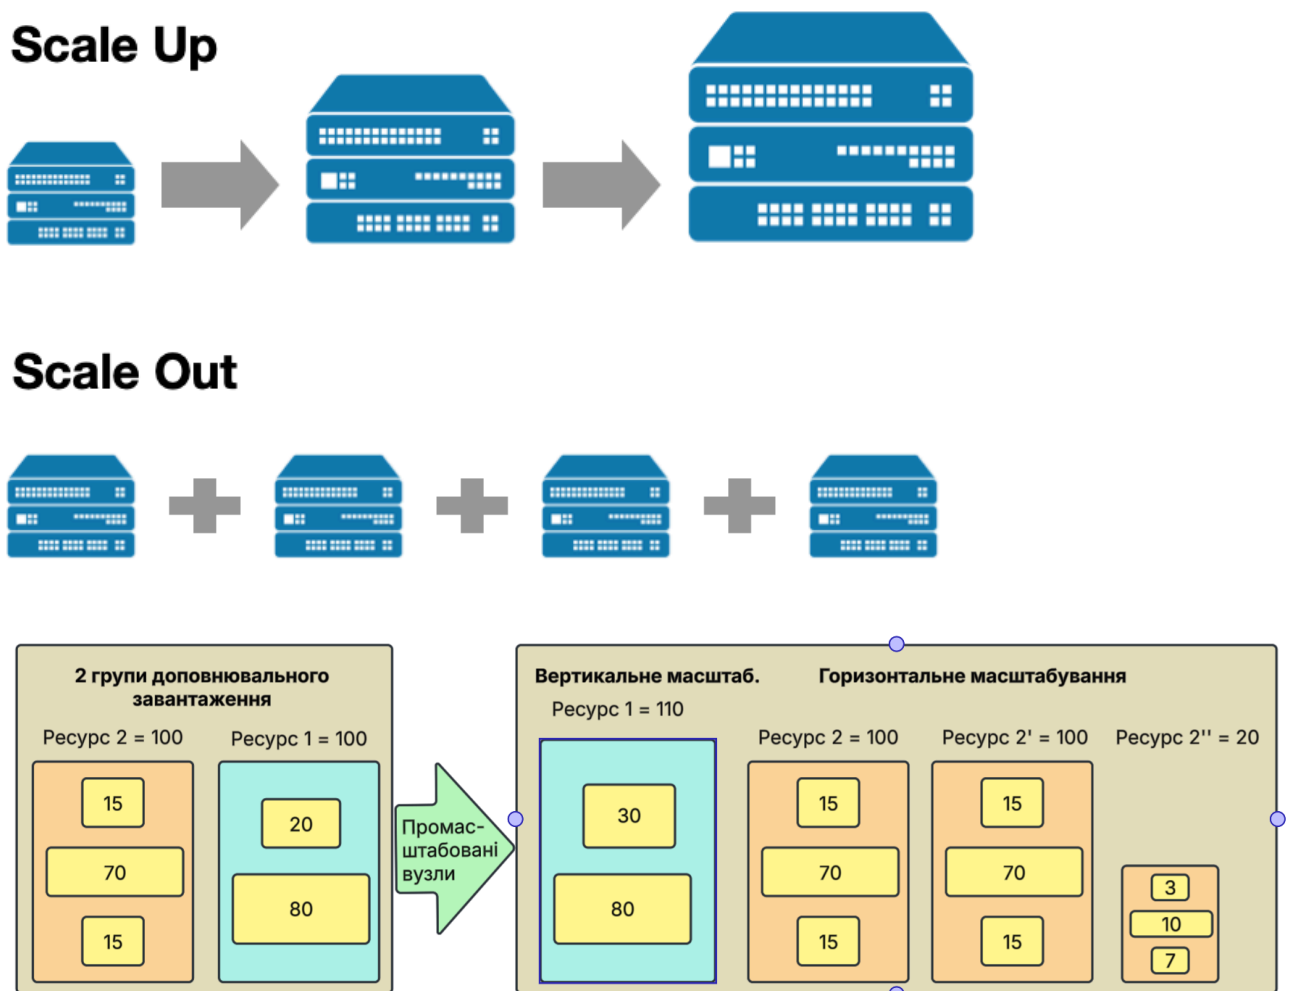 Scale Up
Scale Out
2 групи доповнювального
завантаження
Ресурс 2 = 100
Ресурс 1 = 100
15
70
15
20
80
Промас-
штабовані
вузли
Вертикальне масштаб.
Горизонтальне масштабування
Ресурс 1 = 110
Ресурс 2 = 100
Ресурс 2' = 100
Ресурс 2'' = 20
30
80
15
70
15
15
70
15
3
10
7